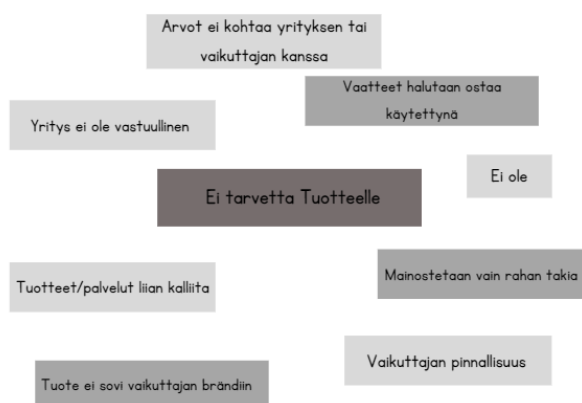 Arvot ei kohtaa yrityksen tai
vaikuttajan kanssa
Vaatteet halutaan ostaa
käytettynä
Yritys ei ole vastuullinen
Ei ole
Ei tarvetta Tuotteelle
Mainostetaan vain rahan takia
Tuotteet/palvelut liian kalliita
Vaikuttajan pinnallisuus
Tuote ei sovi vaikuttajan brändiin